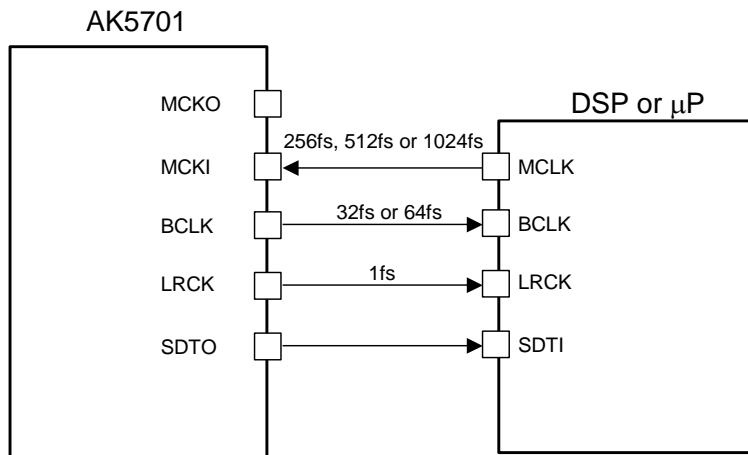 AK5701
DSP or μP
MCKO
256fs, 512fs or 1024fs
MCKI
MCLK
32fs or 64fs
BCLK
BCLK
1fs
LRCK
LRCK
SDTO
SDTI